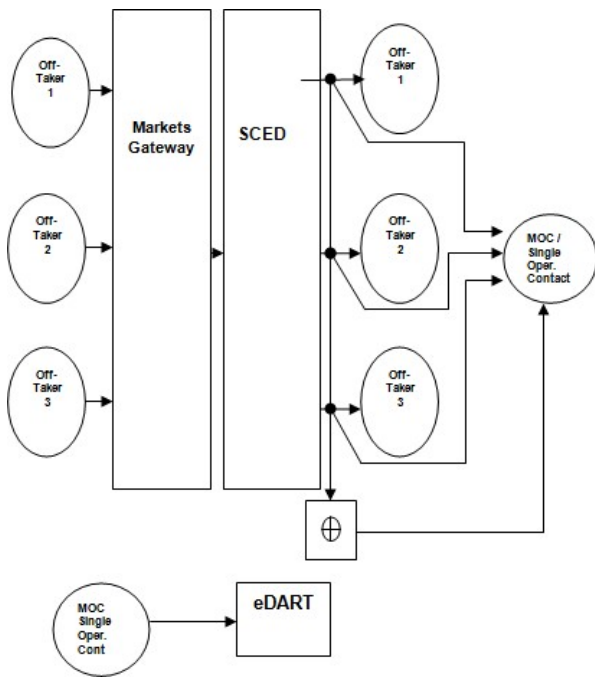 Off-
Taker
1
Markets
Gateway
SCED
Off-
Taker
1
Off-
Taker
2
Off-
Taker
2
MOC /
Single
Oper.
Contact
Off-
Taker
3
Off-
Taker
3
MOC
Single
Oper.
Cont
eDART